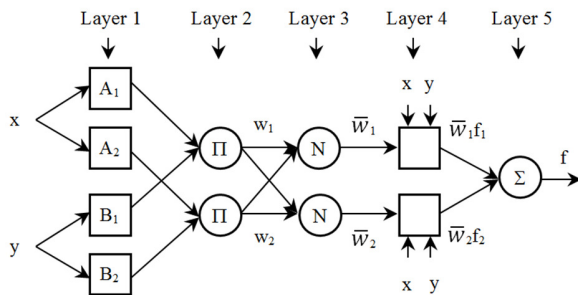 Layer 1 Layer 2 Layer 3 Layer 4 Layer 5
x y
A₁
w₁ w̅₁ w̅₁f₁
x
A₂ Π N
f
Σ
B₁ Π N
y
w₂ w̅₂ w̅₂f₂
B₂
x y